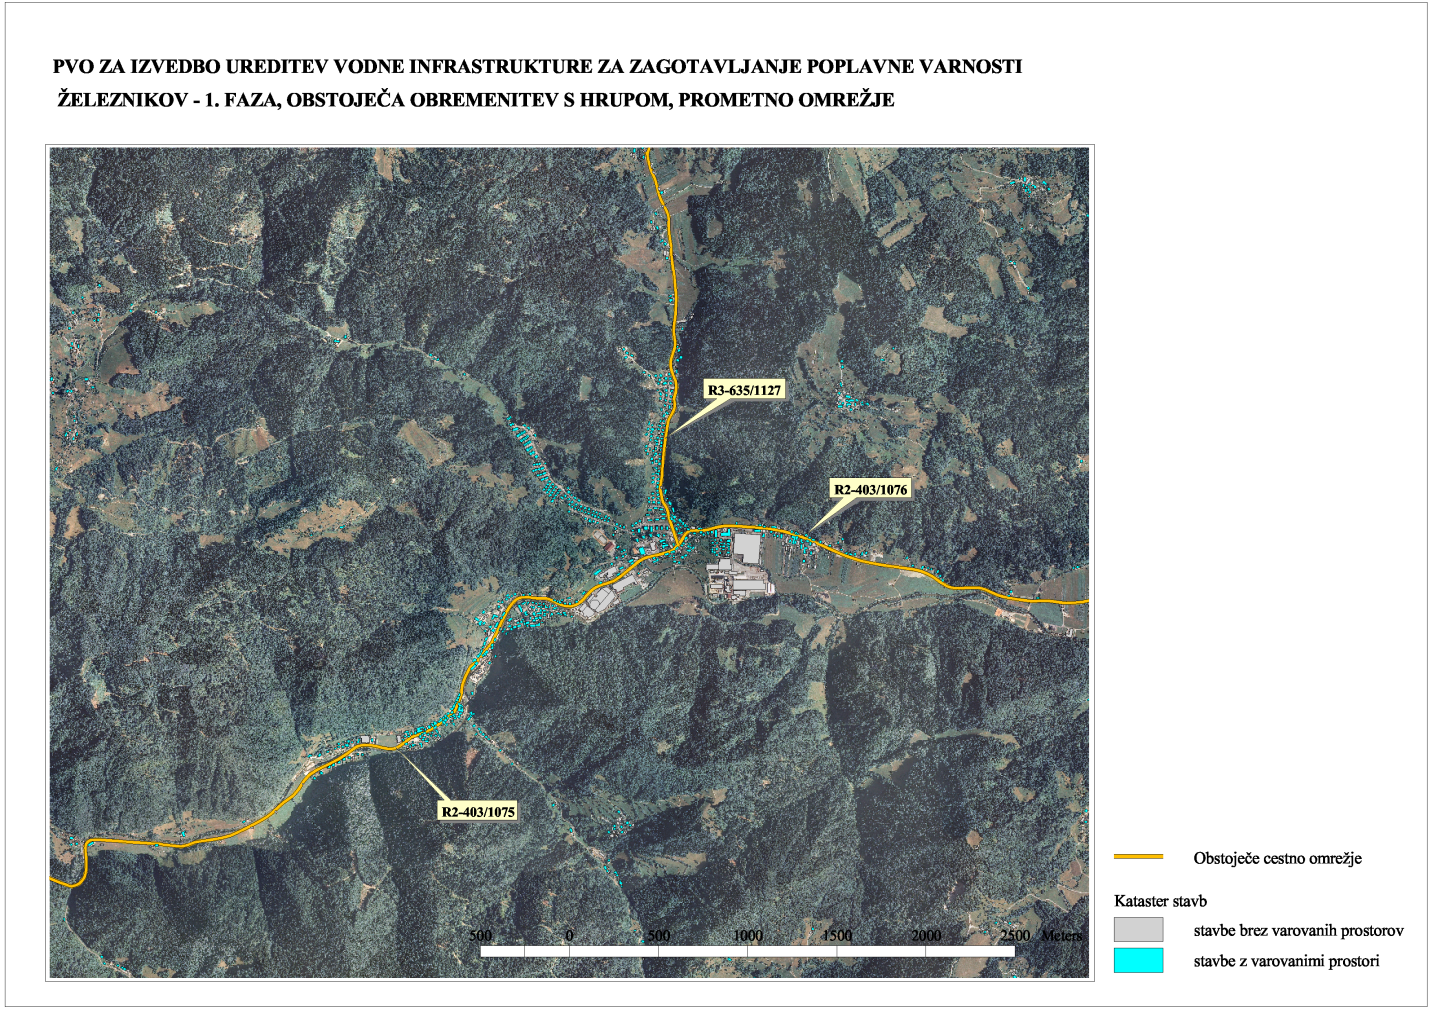 PVO ZA IZVEDBO UREDITEV VODNE INFRASTRUKTURE ZA ZAGOTAVLJANJE POPLAVNE VARNOSTI
ŽELEZNIKOV - 1. FAZA, OBSTOJEČA OBREMENITEV S HRUPOM, PROMETNO OMREŽJE
R3-635/1127
R2-403/1076
R2-403/1075
500 0 500 1000 1500 2000 2500 Meters
Obstoječe cestno omrežje
Kataster stavb
stavbe brez varovanih prostorov
stavbe z varovanimi prostori